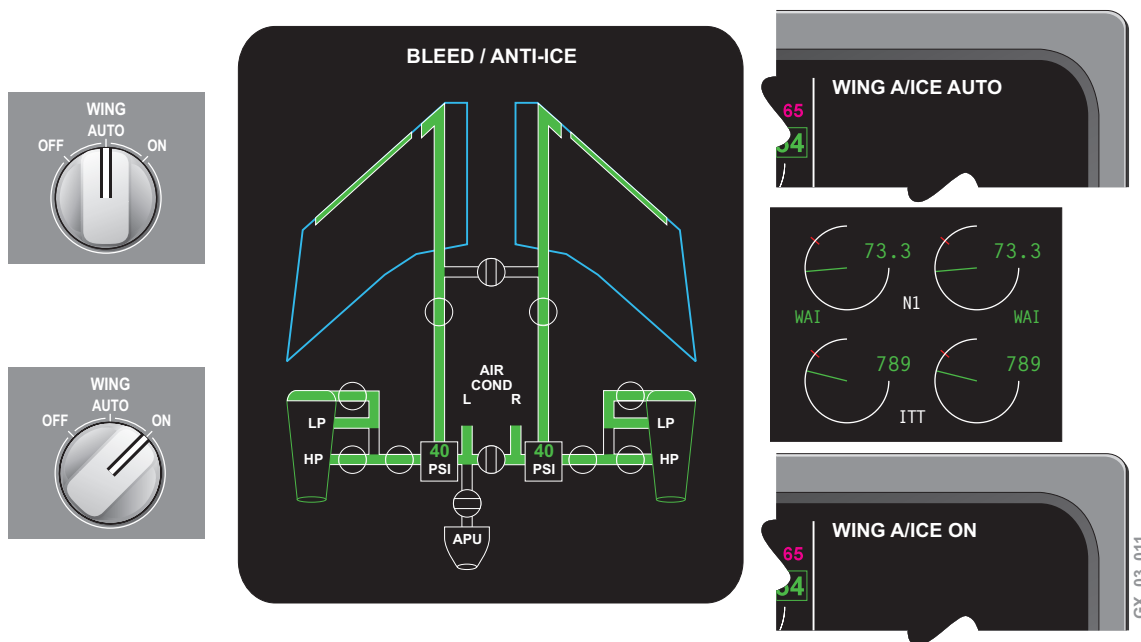 WING
AUTO
OFF
ON
WING
AUTO
OFF
ON
BLEED / ANTI-ICE
AIR
COND
L
R
LP
LP
HP
HP
40
PSI
40
PSI
APU
WING A/ICE AUTO
65
54
73.3
73.3
N1
WAI
WAI
789
789
ITT
WING A/ICE ON
65
54
GX_03_011